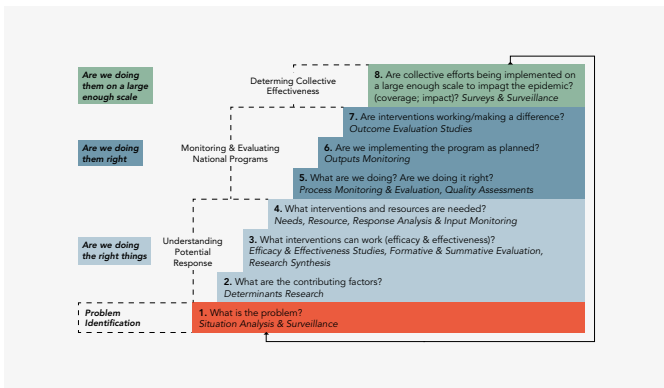 Are we doing
them on a large
enough scale
Determing Collective
Effectiveness
8. Are collective efforts being implemented on
a large enough scale to impagt the epidemic?
(coverage; impact)? Surveys & Surveillance
7. Are interventions working/making a difference?
Outcome Evaluation Studies
Are we doing
them right
Monitoring & Evaluating
National Programs
6. Are we implementing the program as planned?
Outputs Monitoring
5. What are we doing? Are we doing it right?
Process Monitoring & Evaluation, Quality Assessments
4. What interventions and resources are needed?
Needs, Resource, Response Analysis & Input Monitoring
Are we doing
the right things
Understanding
Potential
Response
3. What interventions can work (efficacy & effectiveness)?
Efficacy & Effectiveness Studies, Formative & Summative Evaluation,
Research Synthesis
2. What are the contributing factors?
Determinants Research
Problem
Identification
1. What is the problem?
Situation Analysis & Surveillance